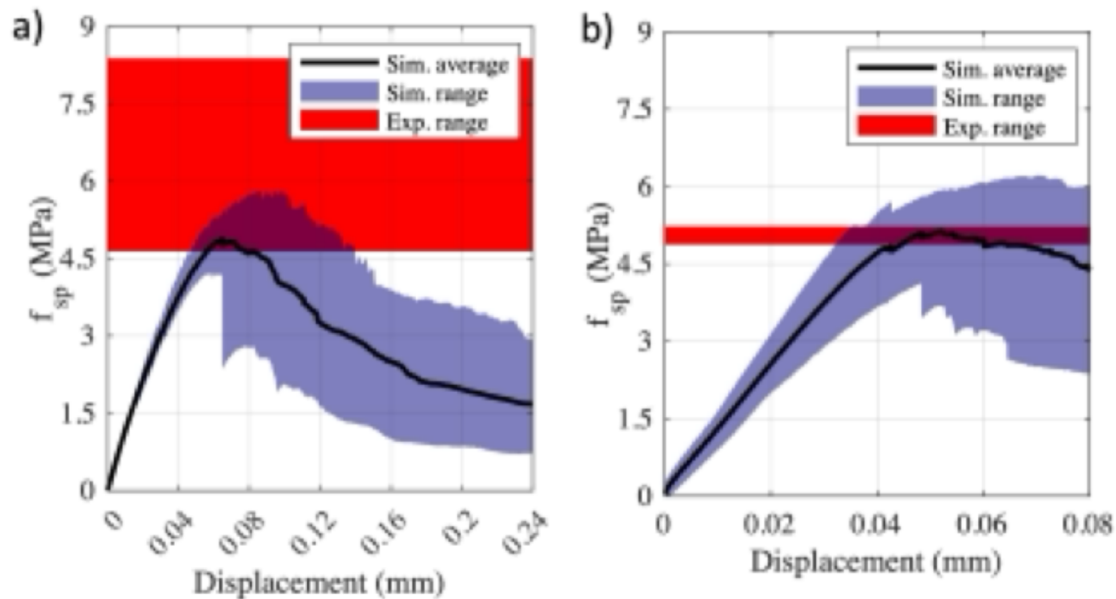 a)
9
7.5
6
4.5
3
1.5
0
f_sp (MPa)
Sim. average
Sim. range
Exp. range
0 0.04 0.08 0.12 0.16 0.2 0.24
Displacement (mm)
b)
9
7.5
6
4.5
3
1.5
0
f_sp (MPa)
Sim. average
Sim. range
Exp. range
0 0.02 0.04 0.06 0.08
Displacement (mm)